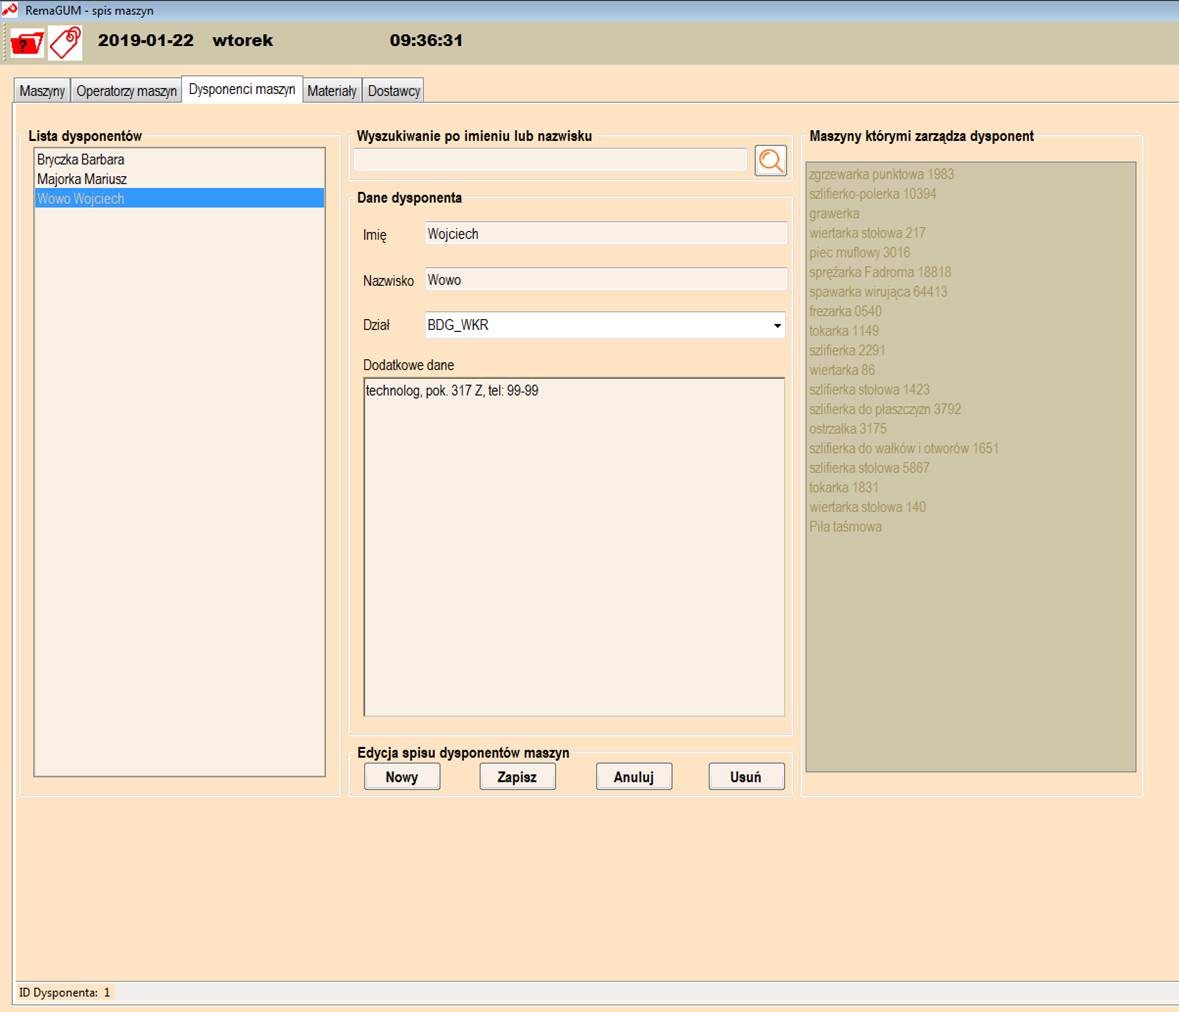 RemaGUM - spis maszyn
2019-01-22 wtorek 09:36:31
Maszyny Operatorzy maszyn Dysponenci maszyn Materiały Dostawcy
Lista dysponentów
Bryczka Barbara
Majorka Mariusz
Wowo Wojciech
Wyszukiwanie po imieniu lub nazwisku
Dane dysponenta
Imię Wojciech
Nazwisko Wowo
Dział BDG_WKR
Dodatkowe dane
technolog, pok. 317 Z, tel: 99-99
Edycja spisu dysponentów maszyn
Nowy Zapisz Anuluj Usuń
Maszyny którymi zarządza dysponent
zgrzewarka punktowa 1983
szlifierko-polerka 10394
grawerka
wiertarka stołowa 217
piec muflowy 3016
sprężarka Fadroma 18818
spawarka wirująca 64413
frezarka 0540
tokarka 1149
szlifierka 2291
wiertarka 86
szlifierka stołowa 1423
szlifierka do płaszczyzn 3792
ostrzałka 3175
szlifierka do wałków i otworów 1651
szlifierka stołowa 5867
tokarka 1831
wiertarka stołowa 140
Piła taśmowa
ID Dysponenta: 1